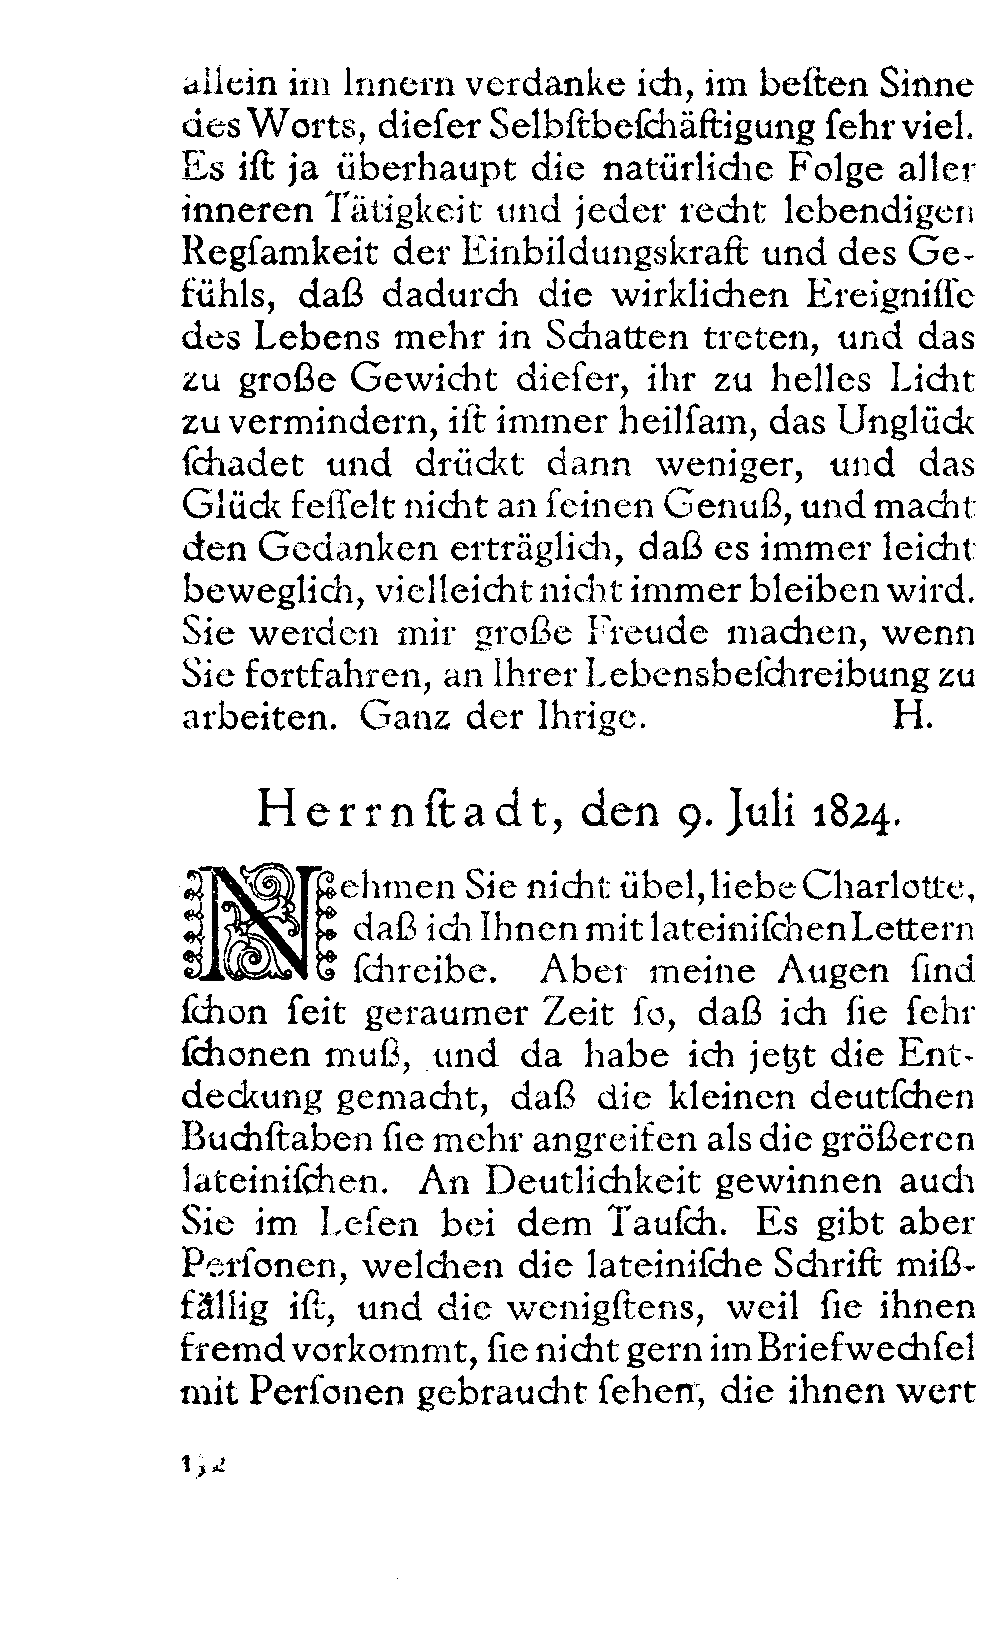 allein im Innern verdanke ich, im beſten Sinne
des Worts, dieſer Selbſtbeſchäftigung ſehr viel.
Es iſt ja überhaupt die natürliche Folge aller
inneren Tätigkeit und jeder recht lebendigen
Regſamkeit der Einbildungskraft und des Ge-
fühls, daß dadurch die wirklichen Ereigniſſe
des Lebens mehr in Schatten treten, und das
zu große Gewicht dieſer, ihr zu helles Licht
zu vermindern, iſt immer heilſam, das Unglück
ſchadet und drückt dann weniger, und das
Glück feſſelt nicht an ſeinen Genuß, und macht
den Gedanken erträglich, daß es immer leicht
beweglich, vielleicht nicht immer bleiben wird.
Sie werden mir große Freude machen, wenn
Sie fortfahren, an Ihrer Lebensbeſchreibung zu
arbeiten. Ganz der Ihrige. H.
Herrnſtadt, den 9. Juli 1824.
Nehmen Sie nicht übel, liebe Charlotte,
daß ich Ihnen mit lateiniſchen Lettern
ſchreibe. Aber meine Augen ſind
ſchon ſeit geraumer Zeit ſo, daß ich ſie ſehr
ſchonen muß, und da habe ich jetzt die Ent-
deckung gemacht, daß die kleinen deutſchen
Buchſtaben ſie mehr angreifen als die größeren
lateiniſchen. An Deutlichkeit gewinnen auch
Sie im Leſen bei dem Tauſch. Es gibt aber
Perſonen, welchen die lateiniſche Schrift miß-
fällig iſt, und die wenigſtens, weil ſie ihnen
fremd vorkommt, ſie nicht gern im Briefwechſel
mit Perſonen gebraucht ſehen, die ihnen wert